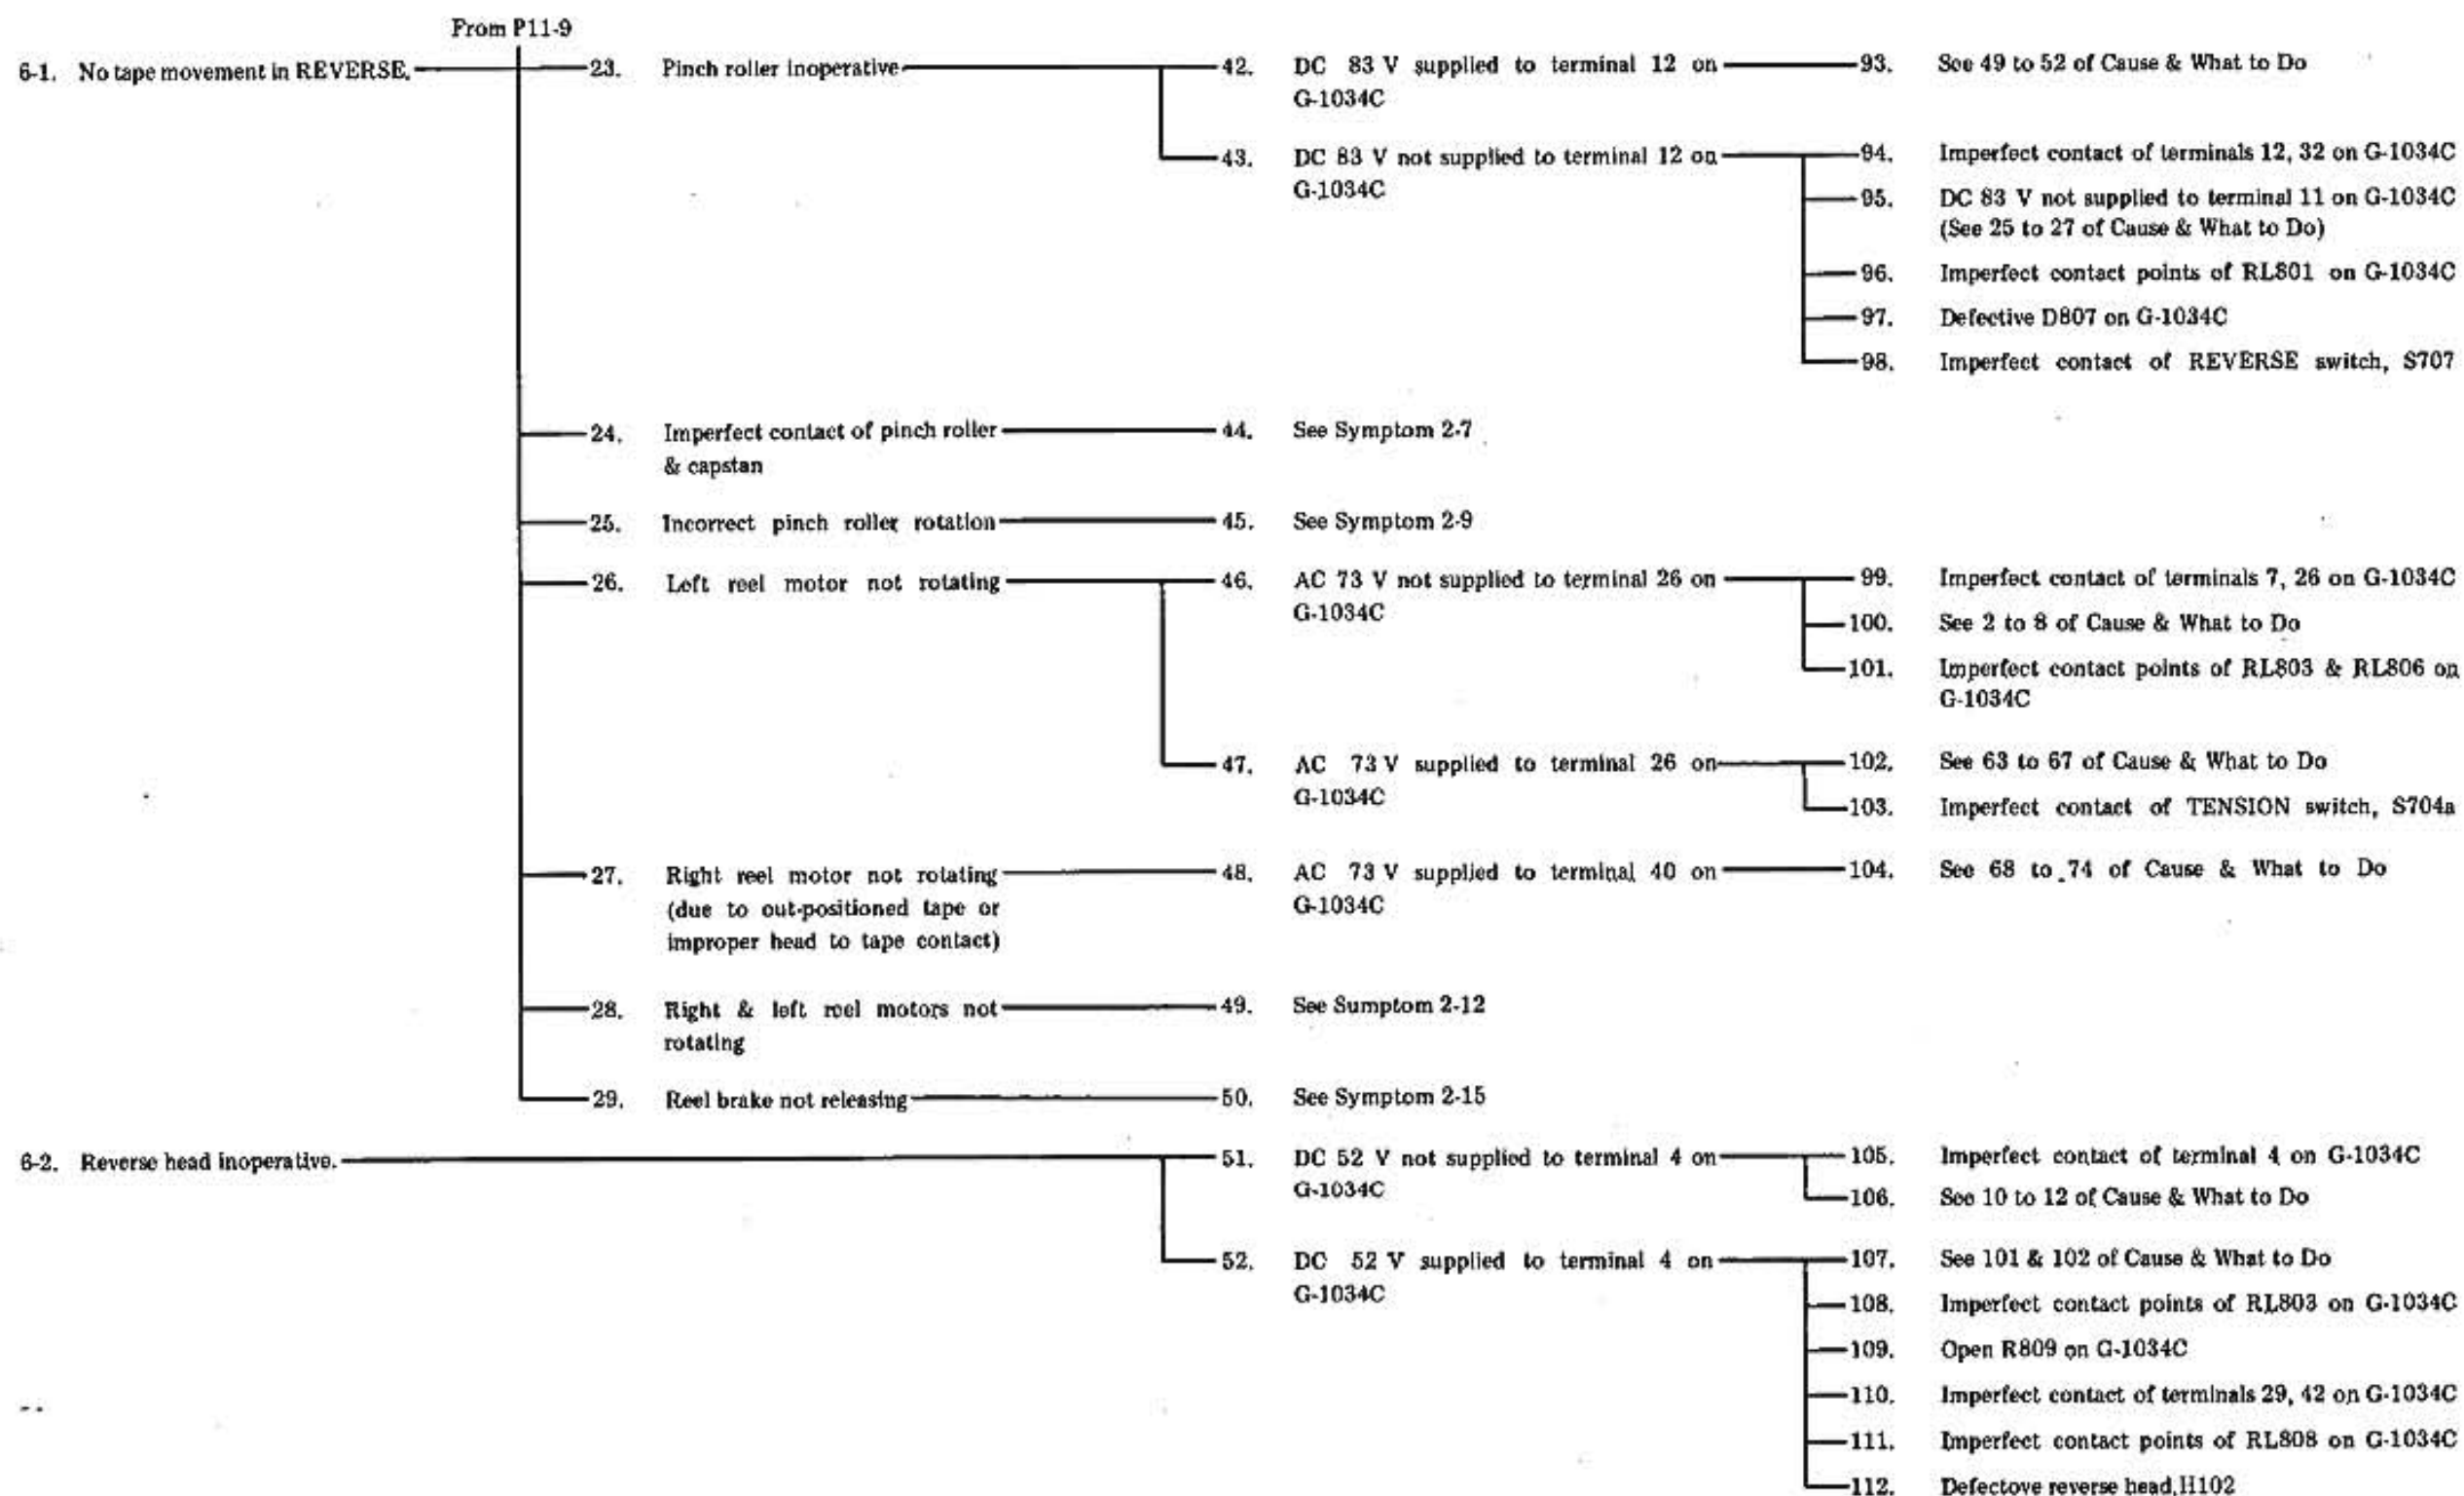 From P11-9
6-1. No tape movement in REVERSE.
23. Pinch roller inoperative
42. DC 83 V supplied to terminal 12 on
G-1034C
93. See 49 to 52 of Cause & What to Do
43. DC 83 V not supplied to terminal 12 on
G-1034C
94. Imperfect contact of terminals 12, 32 on G-1034C
95. DC 83 V not supplied to terminal 11 on G-1034C
(See 25 to 27 of Cause & What to Do)
96. Imperfect contact points of RL801 on G-1034C
97. Defective D807 on G-1034C
98. Imperfect contact of REVERSE switch, S707
24. Imperfect contact of pinch roller
& capstan
44. See Symptom 2-7
25. Incorrect pinch roller rotation
45. See Symptom 2-9
26. Left reel motor not rotating
46. AC 73 V not supplied to terminal 26 on
G-1034C
99. Imperfect contact of terminals 7, 26 on G-1034C
100. See 2 to 8 of Cause & What to Do
101. Imperfect contact points of RL803 & RL806 on
G-1034C
47. AC 73 V supplied to terminal 26 on
G-1034C
102. See 63 to 67 of Cause & What to Do
103. Imperfect contact of TENSION switch, S704a
27. Right reel motor not rotating
(due to out-positioned tape or
improper head to tape contact)
48. AC 73 V supplied to terminal 40 on
G-1034C
104. See 68 to 74 of Cause & What to Do
28. Right & left reel motors not
rotating
49. See Sumptom 2-12
29. Reel brake not releasing
50. See Symptom 2-15
6-2. Reverse head inoperative.
51. DC 52 V not supplied to terminal 4 on
G-1034C
105. Imperfect contact of terminal 4 on G-1034C
106. See 10 to 12 of Cause & What to Do
52. DC 52 V supplied to terminal 4 on
G-1034C
107. See 101 & 102 of Cause & What to Do
108. Imperfect contact points of RL803 on G-1034C
109. Open R809 on G-1034C
110. Imperfect contact of terminals 29, 42 on G-1034C
111. Imperfect contact points of RL808 on G-1034C
112. Defectove reverse head, H102